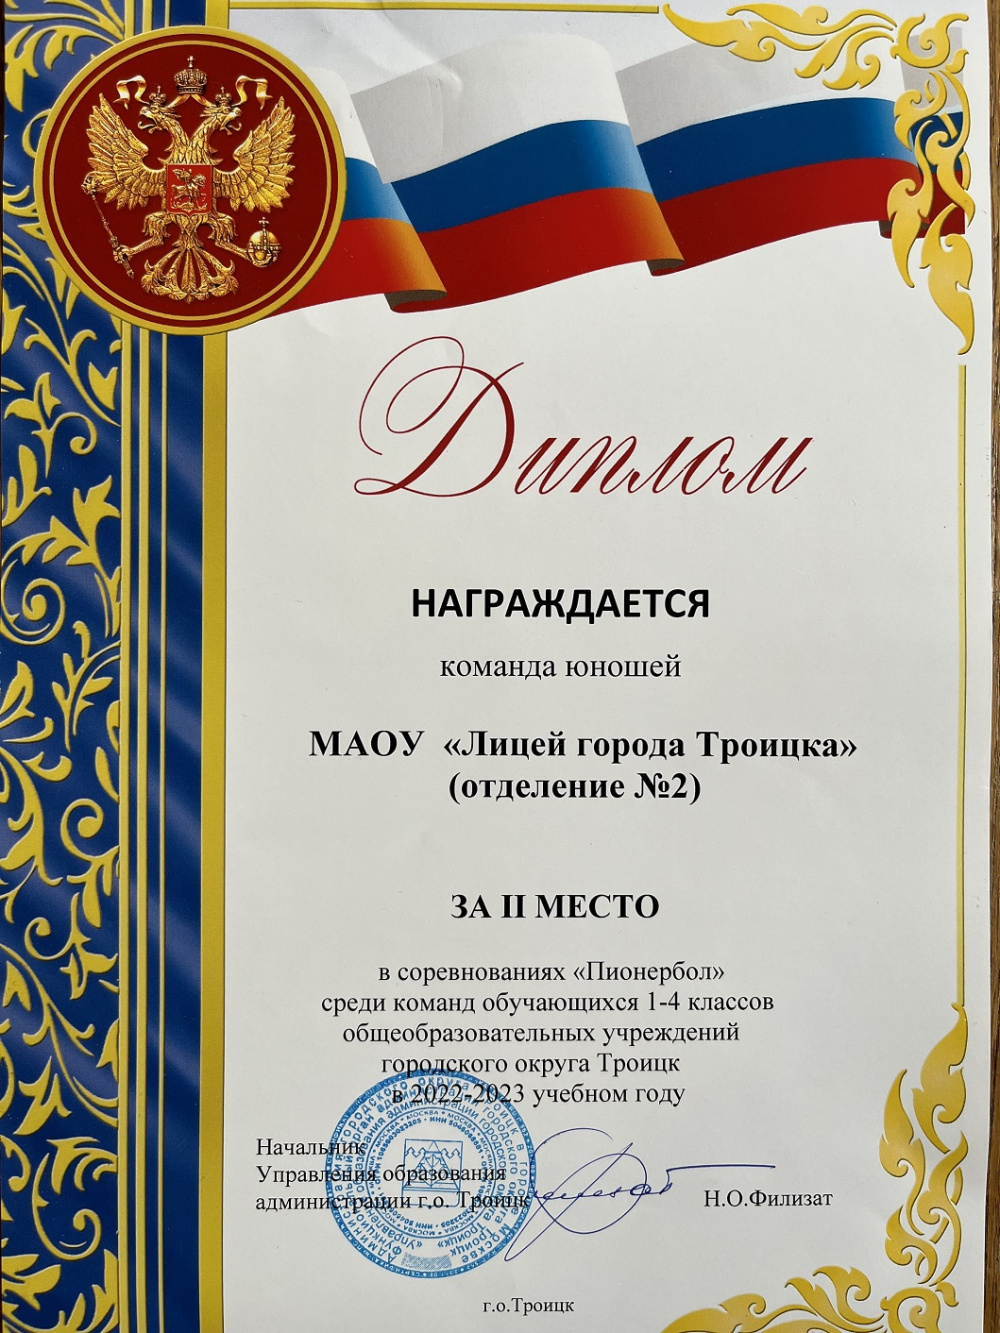 Диплом
НАГРАЖДАЕТСЯ
команда юношей
МАОУ «Лицей города Троицка»
(отделение №2)
ЗА II МЕСТО
в соревнованиях «Пионербол»
среди команд обучающихся 1-4 классов
общеобразовательных учреждений
городского округа Троицк
в 2022-2023 учебном году
Начальник
Управления образования
администрации г.о. Троицк
Н.О.Филизат
г.о.Троицк